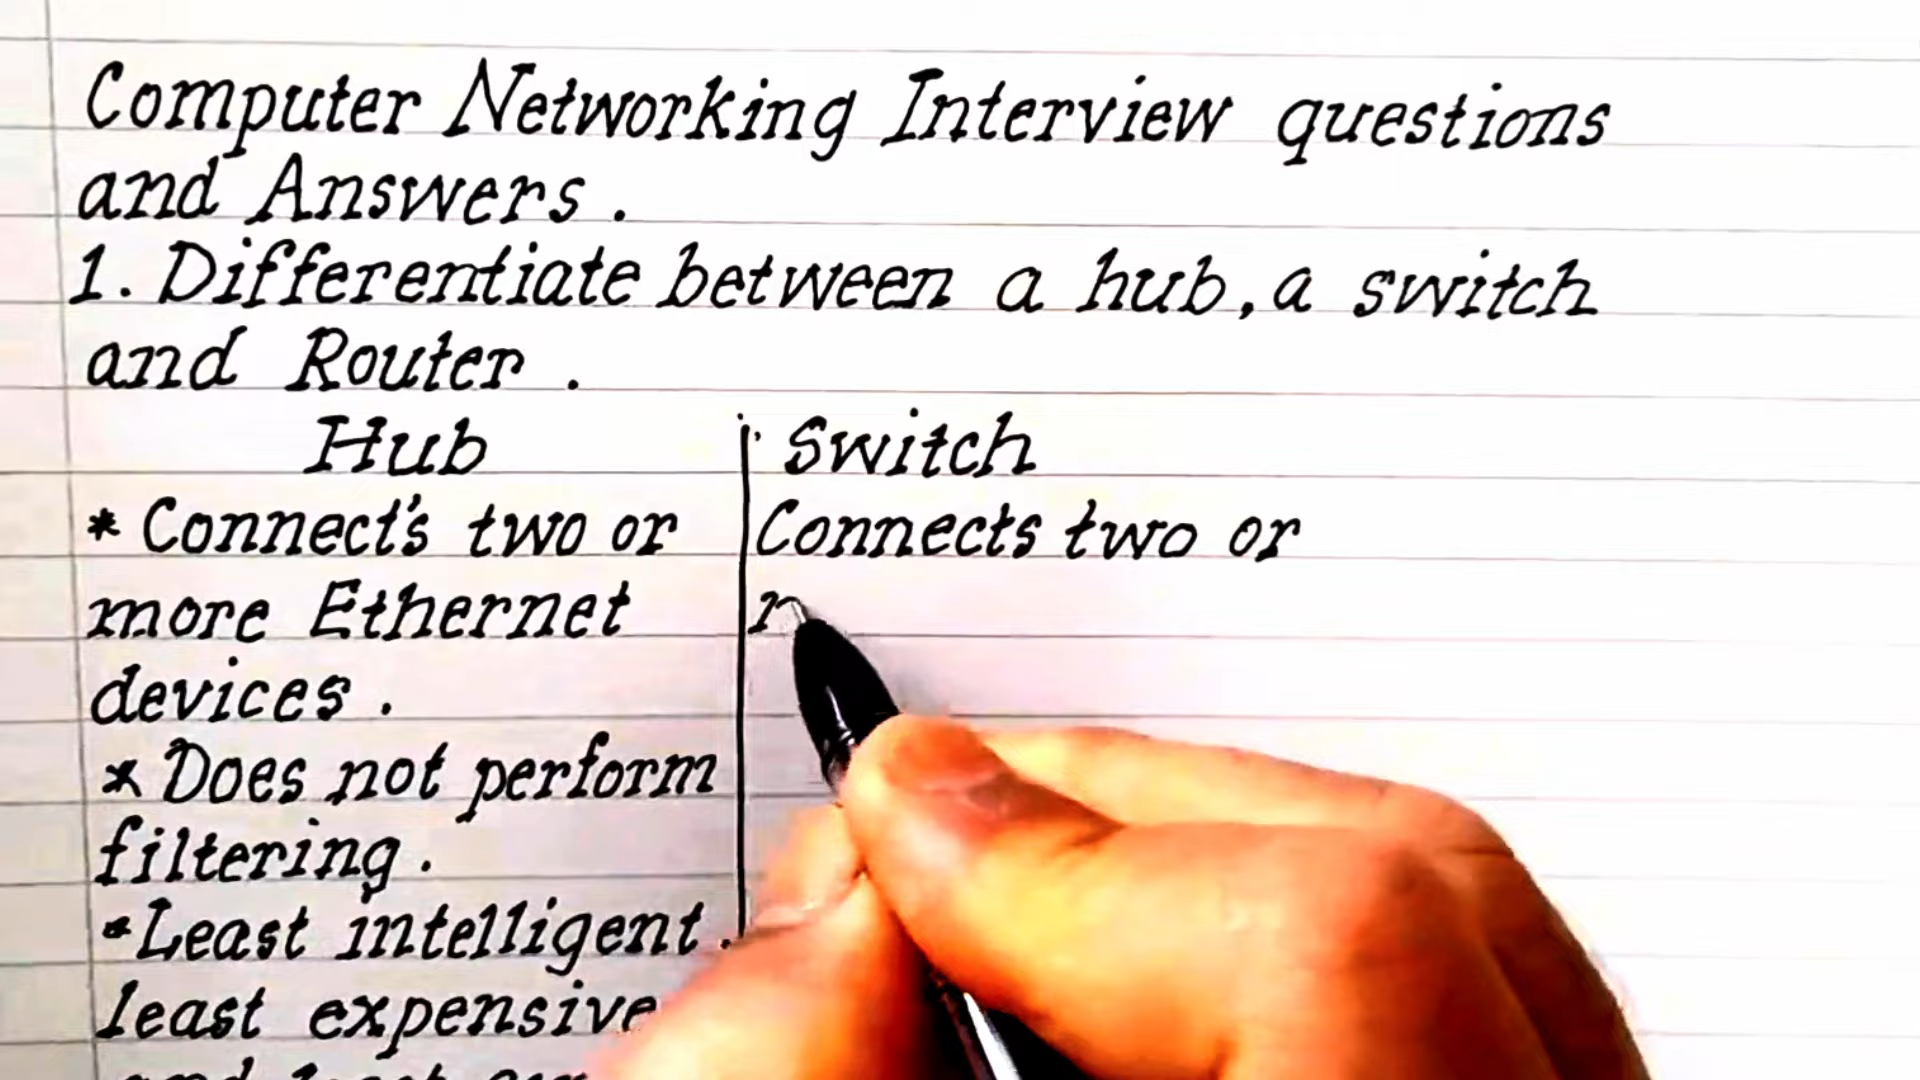 Computer Networking Interview questions
and Answers.
1. Differentiate between a hub, a switch
and Router.
Hub
* Connect's two or
more Ethernet
devices.
* Does not perform
filtering.
* Least intelligent.
least expensive
Switch
Connects two or